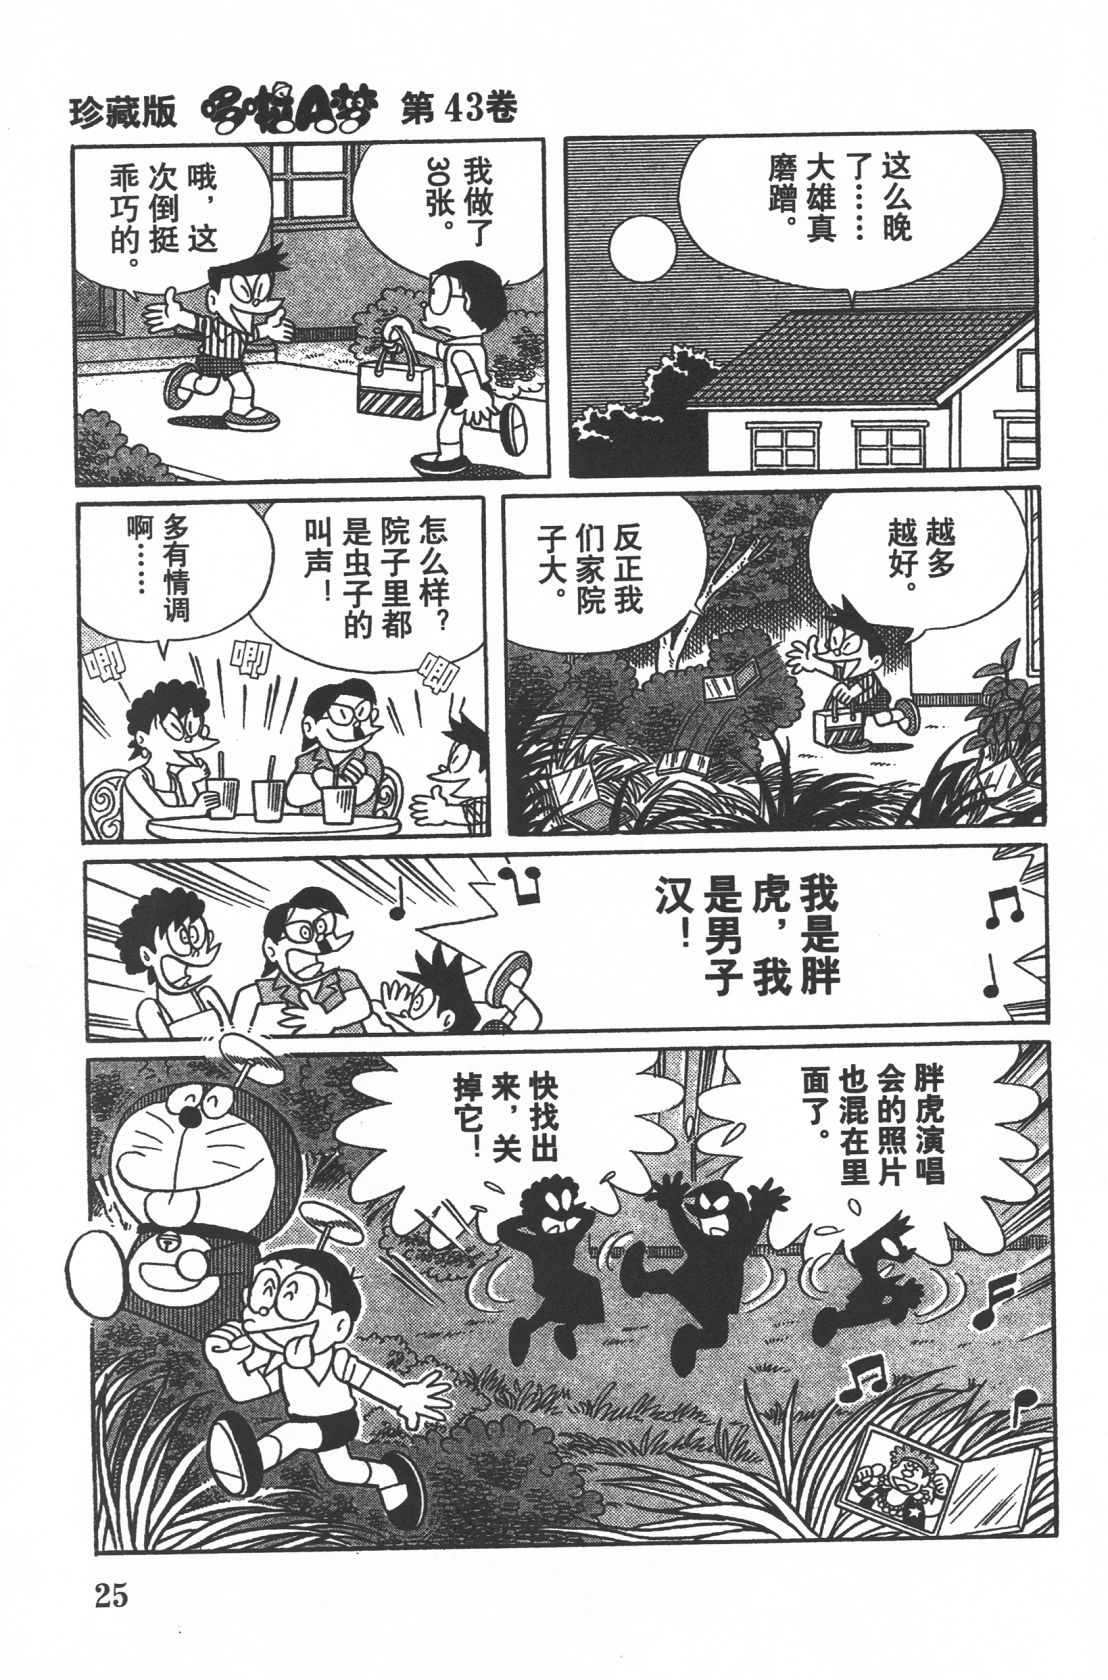 珍藏版 哆啦A梦 第43卷
这么晚
了……
大雄真
磨蹭。
我做了
30张。
哦，这
次倒挺
乖巧的。
越多
越好。
反正我
们家院
子大。
怎么样？
院子里都
是虫子的
叫声！
多有情调
啊……
唧
唧
唧
我是胖
虎，我
是男子
汉！
胖虎演唱
会的照片
也混在里
面了。
快找出
来，关
掉它！
25